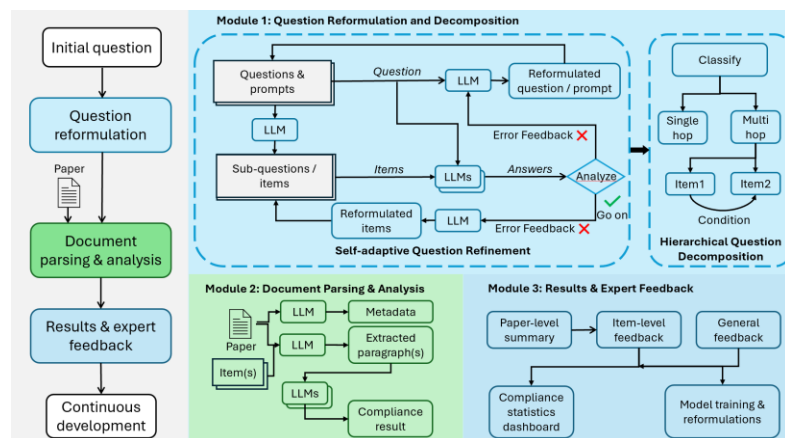 Initial question
Question
reformulation
Paper
Document
parsing & analysis
Results & expert
feedback
Continuous
development
Module 1: Question Reformulation and Decomposition
Questions &
prompts
Question
LLM
Reformulated
question / prompt
LLM
Error Feedback
Sub-questions /
items
Items
LLMs
Answers
Analyze
Go on
Reformulated
items
LLM
Error Feedback
Self-adaptive Question Refinement
Classify
Single
hop
Multi
hop
Item1
Item2
Condition
Hierarchical Question
Decomposition
Module 2: Document Parsing & Analysis
Paper
LLM
Metadata
LLM
Extracted
paragraph(s)
Item(s)
LLMs
Compliance
result
Module 3: Results & Expert Feedback
Paper-level
summary
Item-level
feedback
General
feedback
Compliance
statistics
dashboard
Model training &
reformulations